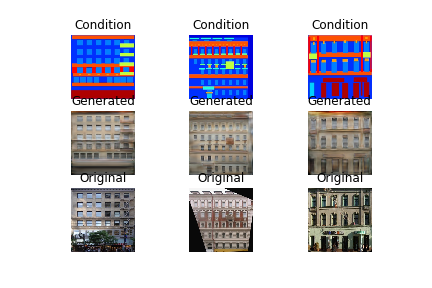 Condition Condition Condition
Generated Generated Generated
Original Original Original